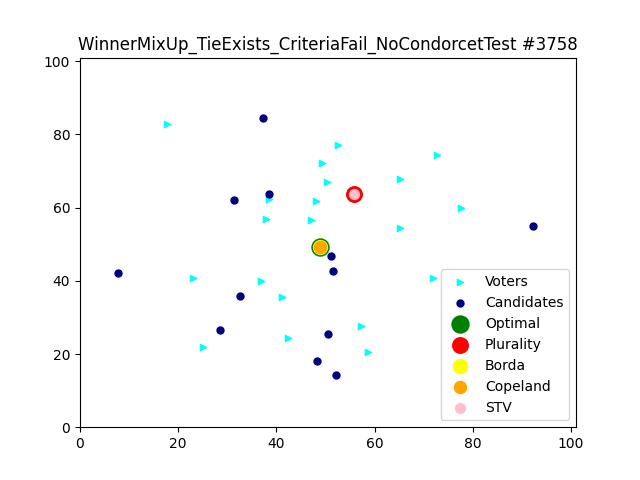 WinnerMixUp_TieExists_CriteriaFail_NoCondorcetTest #3758
100
80
60
40
20
0
0 20 40 60 80 100
Voters
Candidates
Optimal
Plurality
Borda
Copeland
STV